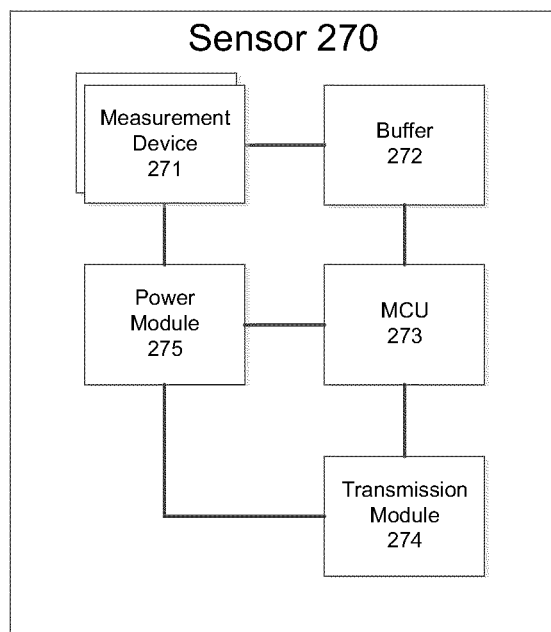 Sensor 270
Measurement
Device
271
Buffer
272
Power
Module
275
MCU
273
Transmission
Module
274